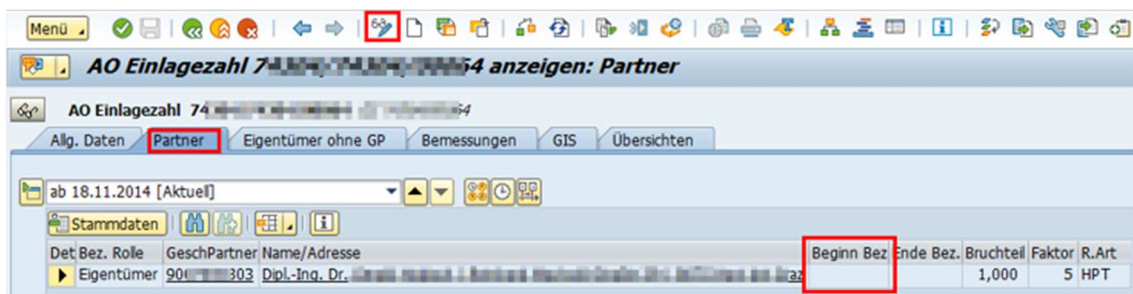 Menü
AO Einlagezahl 7 4 anzeigen: Partner
AO Einlagezahl 74 54
Allg. Daten Partner Eigentümer ohne GP Bemessungen GIS Übersichten
ab 18.11.2014 [Aktuell]
Stammdaten
Det Bez. Rolle GeschPartner Name/Adresse Beginn Bez Ende Bez. Bruchteil Faktor R.Art
Eigentümer 900 303 Dipl.-Ing. Dr. 1,000 5 HPT